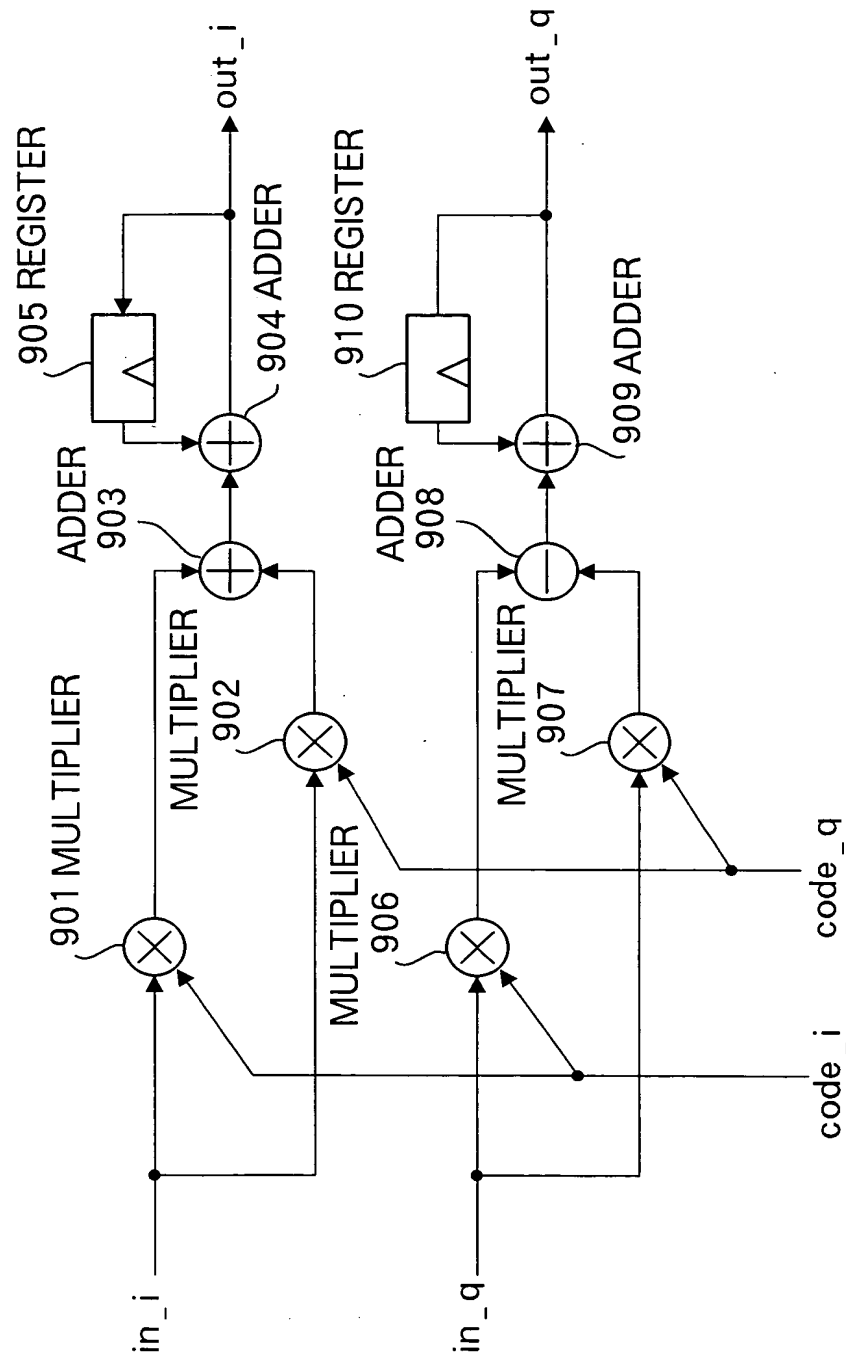 in_i
901 MULTIPLIER
MULTIPLIER
902
ADDER
903
905 REGISTER
904 ADDER
out_i
in_q
MULTIPLIER
906
MULTIPLIER
907
ADDER
908
910 REGISTER
909 ADDER
out_q
code_i
code_q